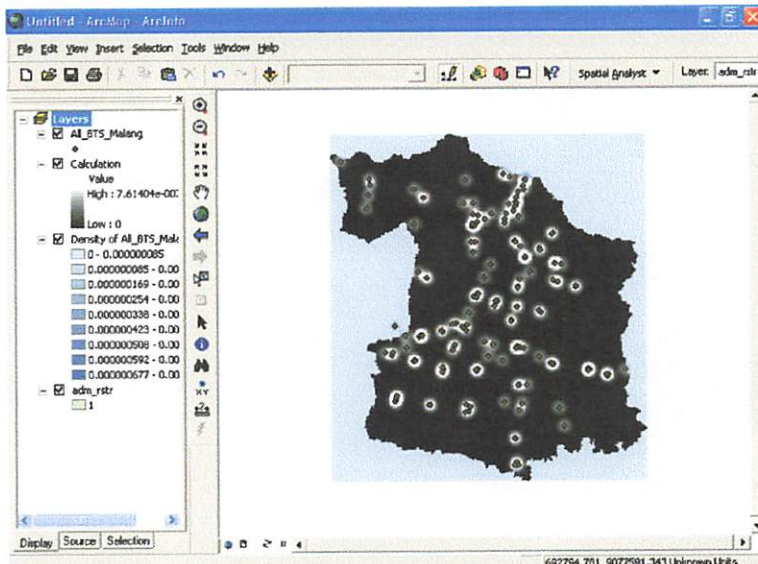 Untitled - ArcMap - ArcInfo
File Edit View Insert Selection Tools Window Help
Spatial Analyst Layer: adm_rstr
Layers
All_BTS_Malang
Calculation
Value
High : 7.61404e-007
Low : 0
Density of All_BTS_Mala
0 - 0.000000085
0.000000085 - 0.00
0.000000169 - 0.00
0.000000254 - 0.00
0.000000338 - 0.00
0.000000423 - 0.00
0.000000508 - 0.00
0.000000592 - 0.00
0.000000677 - 0.00
adm_rstr
1
Display Source Selection
692794,781 9072581,343 Unknown Units